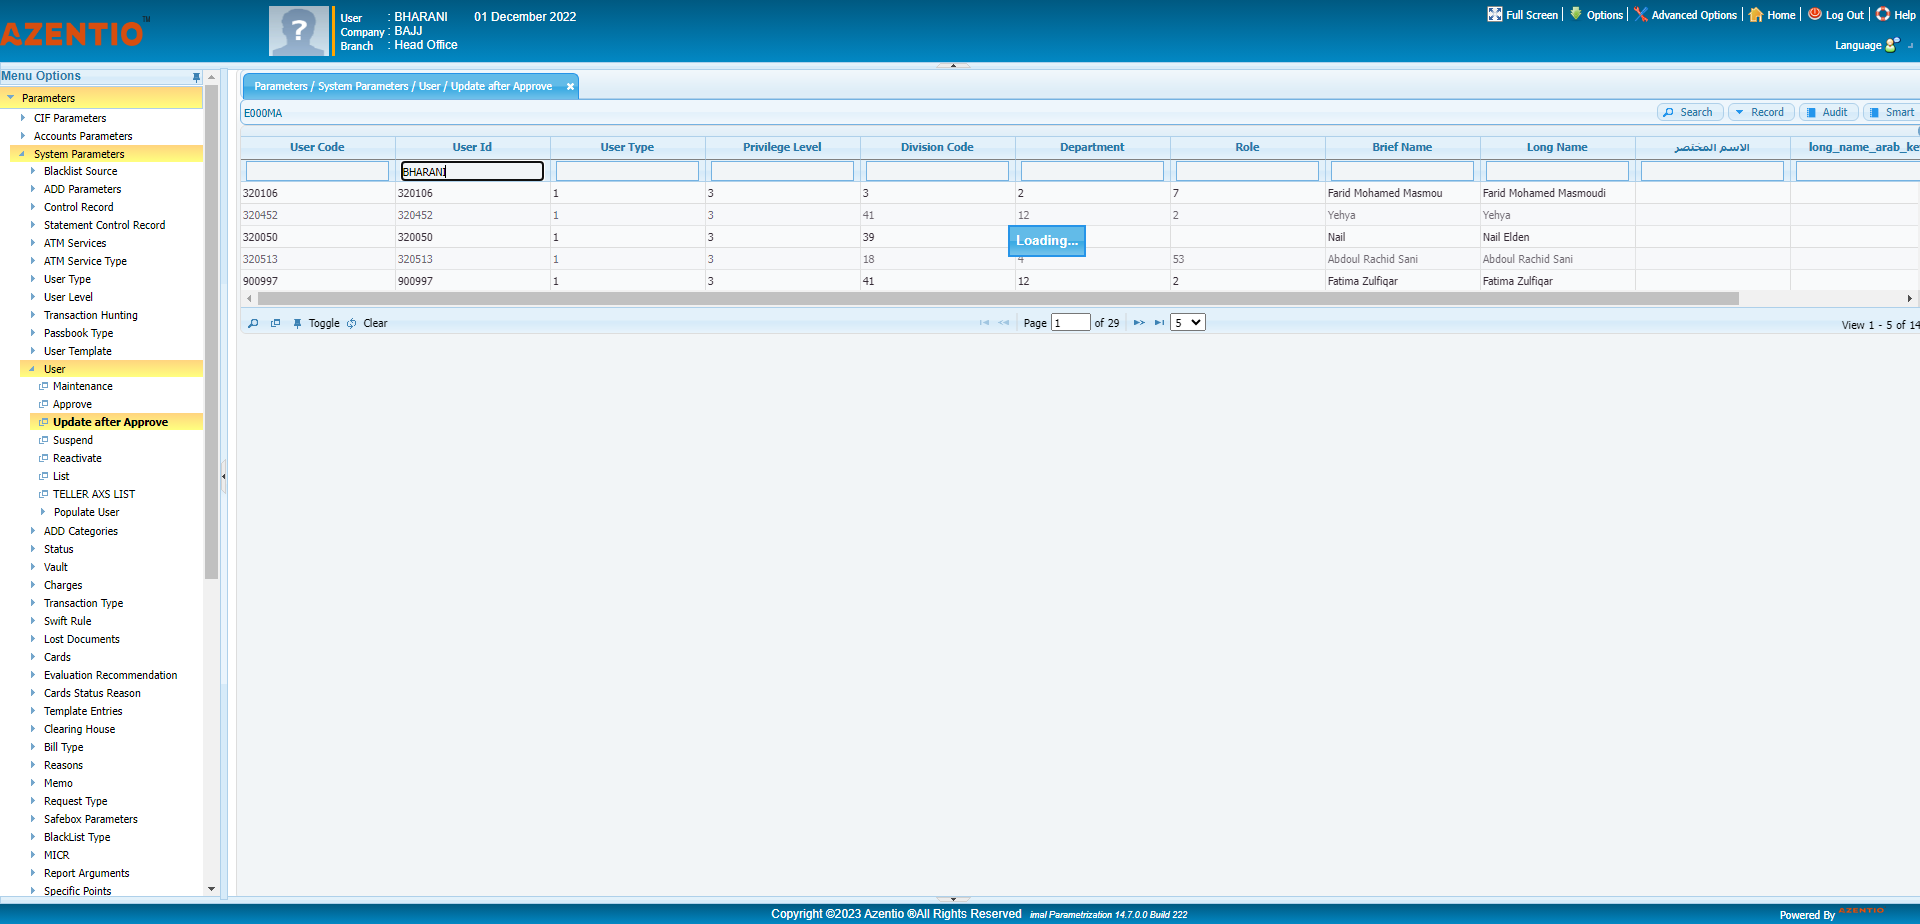 AZENTIO™
User : BHARANI 01 December 2022
Company : BAJJ
Branch : Head Office
Full Screen | Options | Advanced Options | Home | Log Out | Help
Language
Menu Options
Parameters
CIF Parameters
Accounts Parameters
System Parameters
Blacklist Source
ADD Parameters
Control Record
Statement Control Record
ATM Services
ATM Service Type
User Type
User Level
Transaction Hunting
Passbook Type
User Template
User
Maintenance
Approve
Update after Approve
Suspend
Reactivate
List
TELLER AXS LIST
Populate User
ADD Categories
Status
Vault
Charges
Transaction Type
Swift Rule
Lost Documents
Cards
Evaluation Recommendation
Cards Status Reason
Template Entries
Clearing House
Bill Type
Reasons
Memo
Request Type
Safebox Parameters
BlackList Type
MICR
Report Arguments
Specific Points
Parameters / System Parameters / User / Update after Approve
E000MA
Search Record Audit Smart
User Code User Id User Type Privilege Level Division Code Department Role Brief Name Long Name الاسم المختصر long_name_arab_ke
BHARANI
320106 320106 1 3 3 2 7 Farid Mohamed Masmou Farid Mohamed Masmoudi
320452 320452 1 3 41 12 2 Yehya Yehya
320050 320050 1 3 39 Nail Nail Elden
Loading...
320513 320513 1 3 18 4 53 Abdoul Rachid Sani Abdoul Rachid Sani
900997 900997 1 3 41 12 2 Fatima Zulfiqar Fatima Zulfiqar
Toggle Clear Page 1 of 29 5 View 1 - 5 of 14
Copyright ©2023 Azentio ®All Rights Reserved imal Parametrization 14.7.0.0 Build 222
Powered By AZENTIO